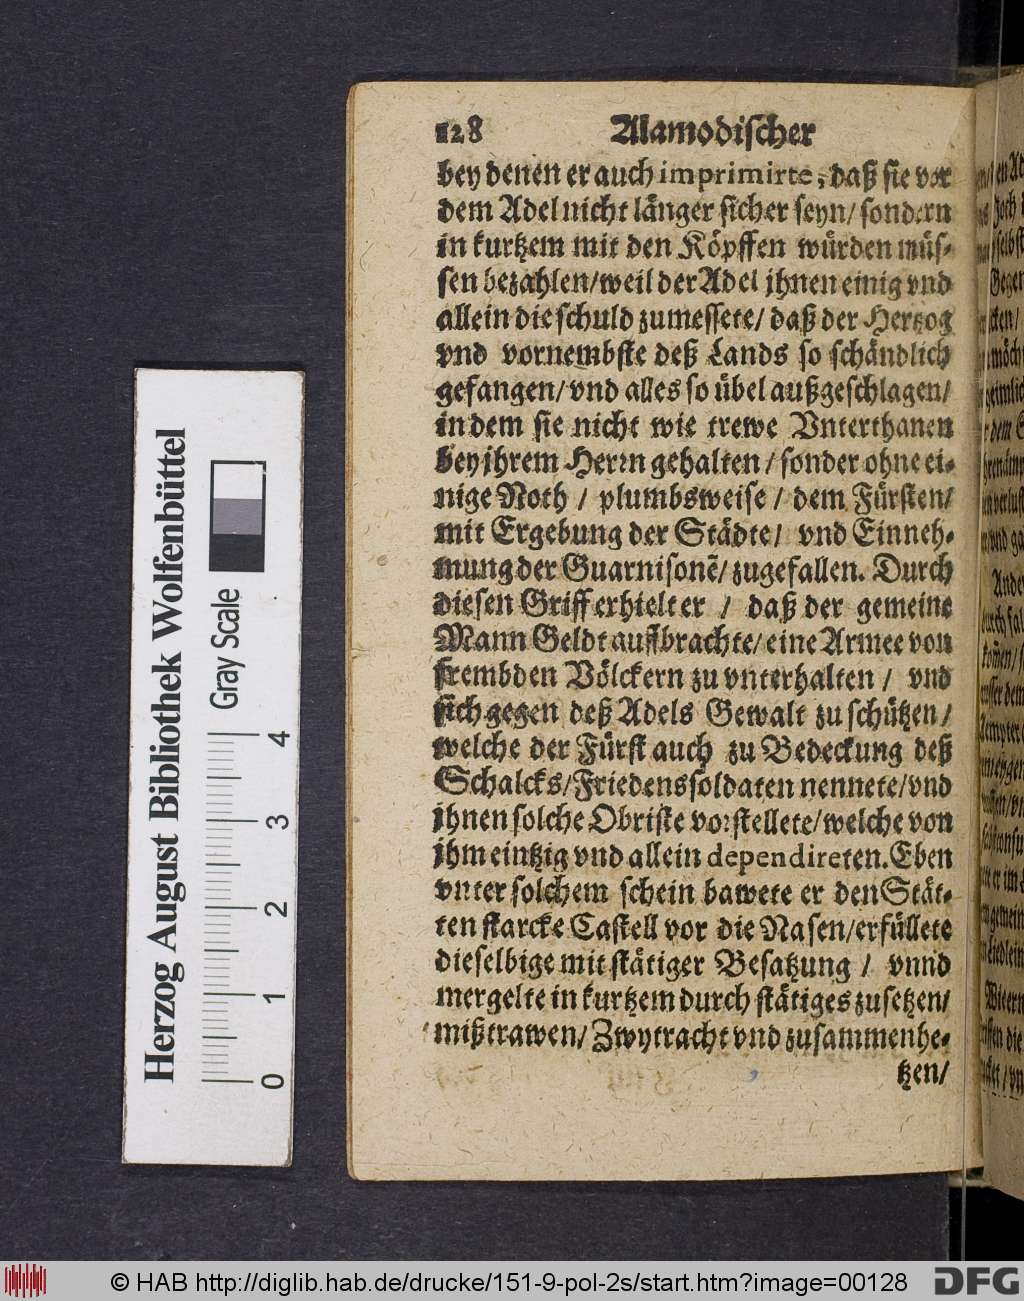 128 Alamodischer
bey denen er auch imprimirte, daß sie vor
dem Adel nicht länger sicher seyn/ sondern
in kurtzem mit den Köpffen würden müs-
sen bezahlen/weil der Adel jhnen einig vnd
allein die schuld zumessete/ daß der Hertzog
vnd vornembste deß Lands so schändlich
gefangen/ vnd alles so übel außgeschlagen/
in dem sie nicht wie trewe Vnterthanen
bey jhrem Herrn gehalten / sonder ohne ei-
nige Noth / plumbsweise / dem Fürsten/
mit Ergebung der Städte/ vnd Einneh-
mung der Guarnisonẽ/ zugefallen. Durch
diesen Griff erhielt er / daß der gemeine
Mann Geldt auffbrachte/ eine Armee von
frembden Völckern zu vnterhalten / vnd
sich gegen deß Adels Gewalt zu schützen/
welche der Fürst auch zu Bedeckung deß
Schalcks/Friedenssoldaten nennete/vnd
jhnen solche Obriste vorstellete/welche von
jhm eintzig vnd allein dependireten. Eben
vnter solchem schein bawete er den Stät-
ten starcke Castell vor die Nasen/erfüllete
dieselbige mit stätiger Besatzung / vnnd
mergelte in kurtzem durch stätiges zusetzen/
mißtrawen/ Zwytracht vnd zusammenhe-
tzen/
Herzog August Bibliothek Wolfenbüttel
Gray Scale
0 1 2 3 4
© HAB http://diglib.hab.de/drucke/151-9-pol-2s/start.htm?image=00128
DFG